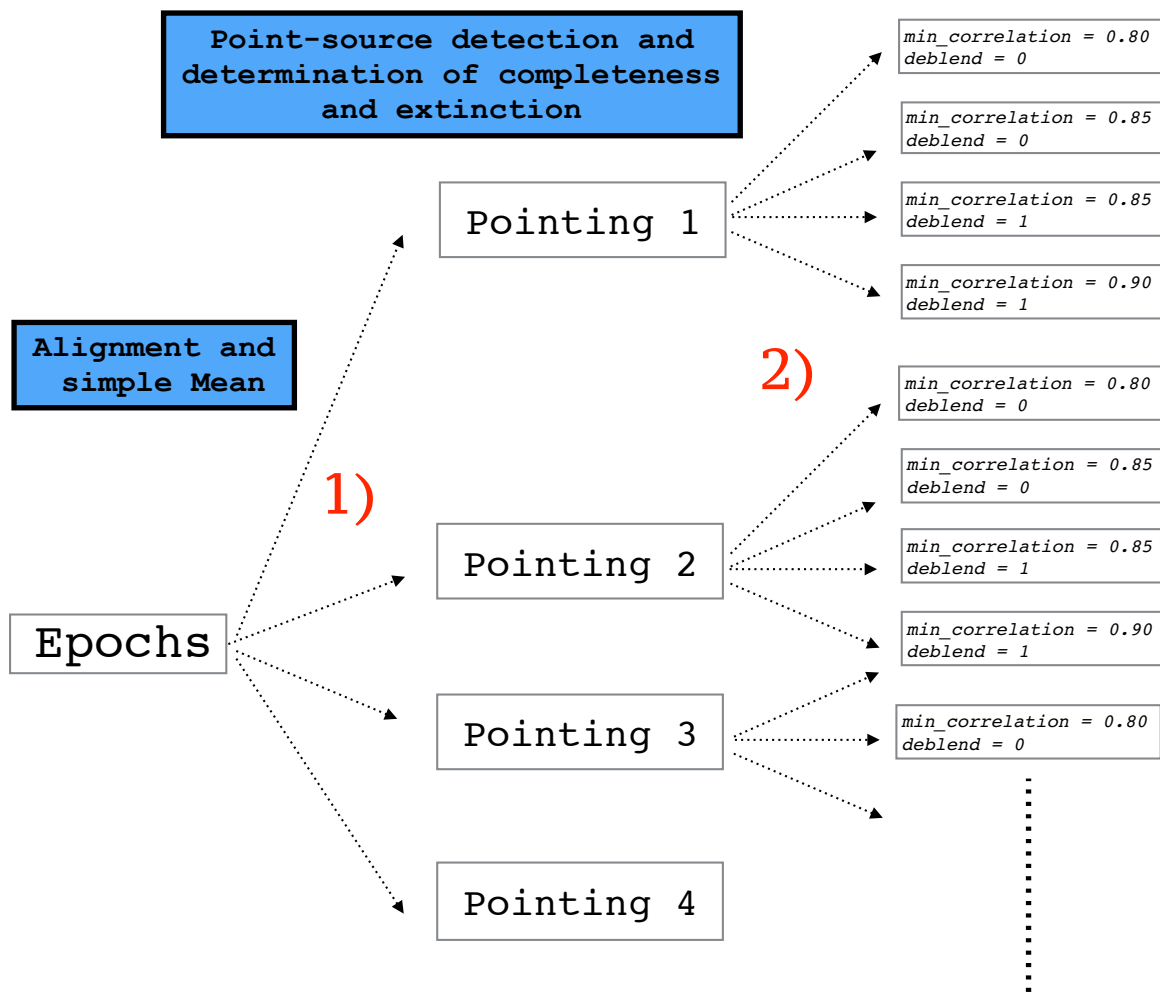 Point-source detection and
determination of completeness
and extinction
min_correlation = 0.80
deblend = 0
min_correlation = 0.85
deblend = 0
Pointing 1
min_correlation = 0.85
deblend = 1
min_correlation = 0.90
deblend = 1
Alignment and
simple Mean
2)
min_correlation = 0.80
deblend = 0
min_correlation = 0.85
deblend = 0
1)
Pointing 2
min_correlation = 0.85
deblend = 1
Epochs
min_correlation = 0.90
deblend = 1
Pointing 3
min_correlation = 0.80
deblend = 0
Pointing 4